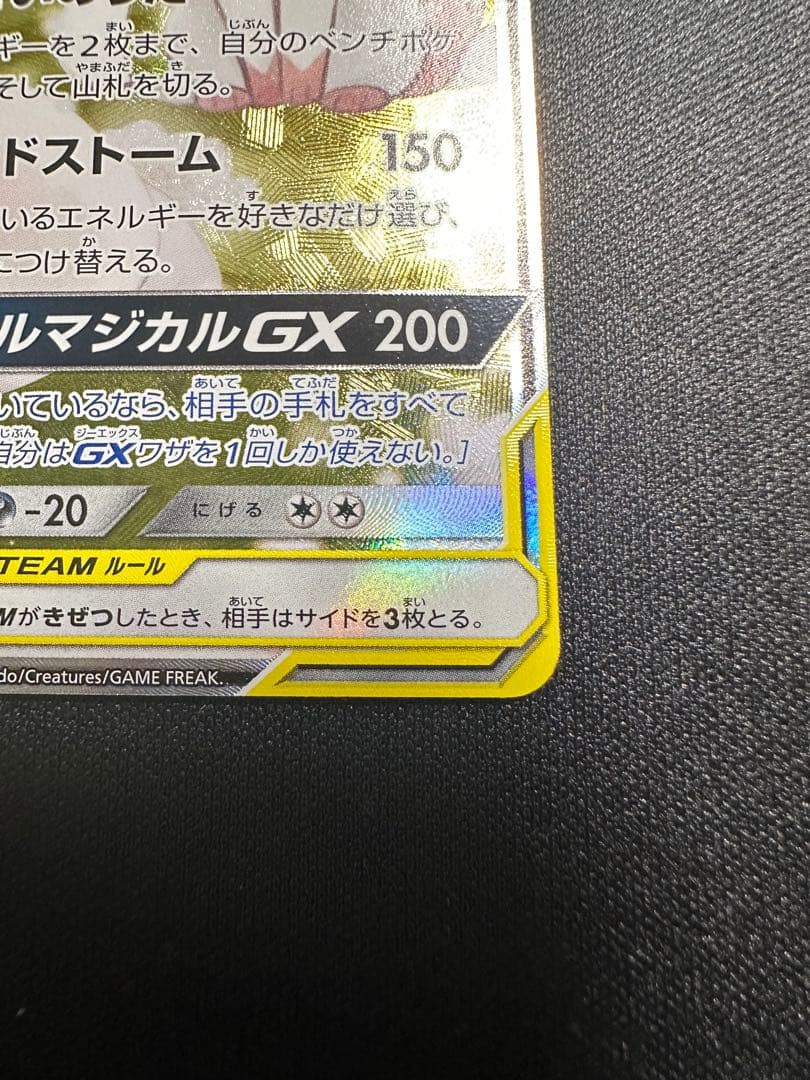 ギーを2枚まで、自分のベンチポケ
そして山札を切る。
ドストーム 150
いるエネルギーを好きなだけ選び、
につけ替える。
ルマジカルGX 200
いているなら、相手の手札をすべて
自分はGXワザを1回しか使えない。]
-20 にげる
TEAM ルール
Mがきぜつしたとき、相手はサイドを3枚とる。
do/Creatures/GAME FREAK.